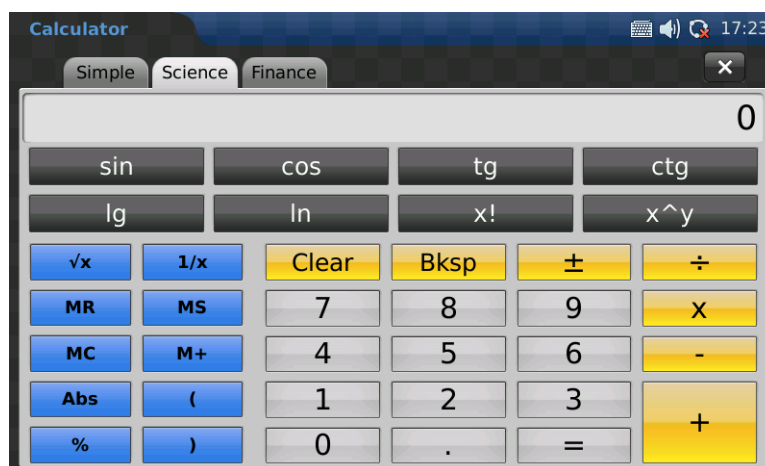 Calculator 17:23
Simple Science Finance
0
sin cos tg ctg
lg ln x! x^y
√x 1/x Clear Bksp ± ÷
MR MS 7 8 9 x
MC M+ 4 5 6 -
Abs ( 1 2 3 +
% ) 0 . =